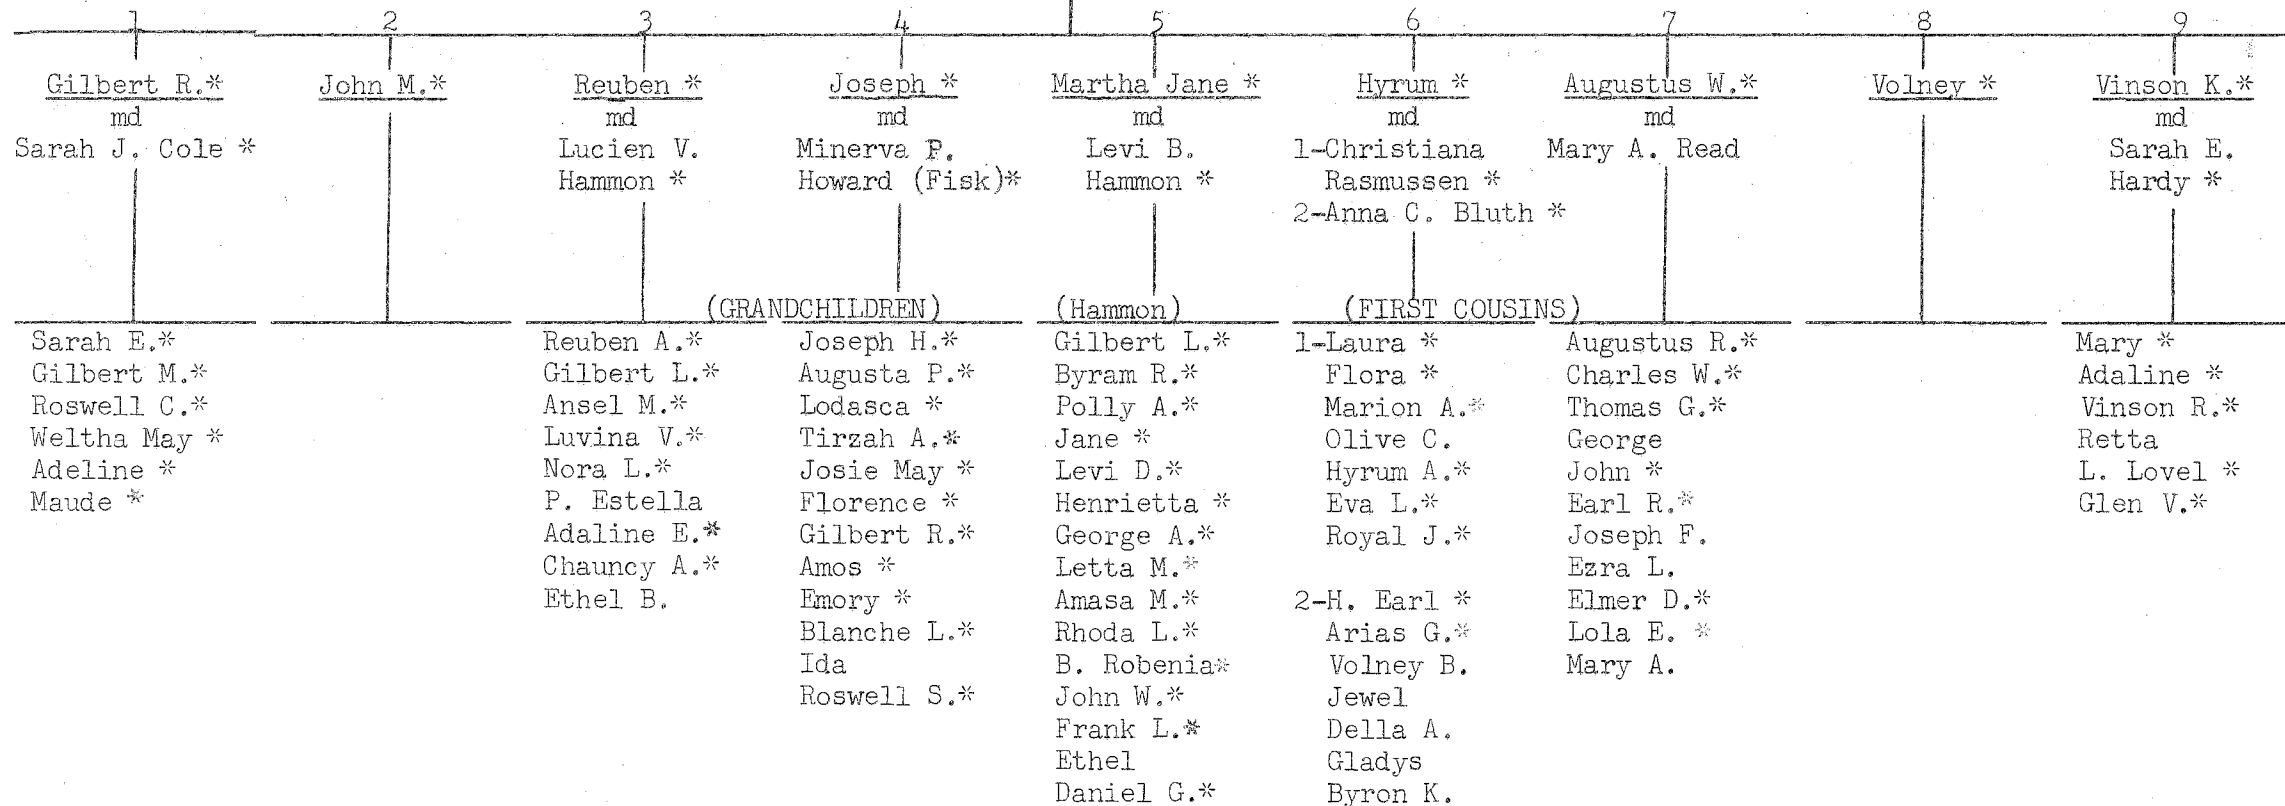 1 2 3 4 5 6 7 8 9
Gilbert R.* John M.* Reuben * Joseph * Martha Jane * Hyrum * Augustus W.* Volney * Vinson K.*
md md md md md md md
Sarah J. Cole * Lucien V. Minerva P. Levi B. 1-Christiana Mary A. Read Sarah E.
Hammon * Howard (Fisk)* Hammon * Rasmussen * Hardy *
2-Anna C. Bluth *
(GRANDCHILDREN) (Hammon) (FIRST COUSINS)
Sarah E.* Reuben A.* Joseph H.* Gilbert L.* 1-Laura * Augustus R.* Mary *
Gilbert M.* Gilbert L.* Augusta P.* Byram R.* Flora * Charles W.* Adaline *
Roswell C.* Ansel M.* Lodasca * Polly A.* Marion A.* Thomas G.* Vinson R.*
Weltha May * Luvina V.* Tirzah A.* Jane * Olive C. George Retta
Adeline * Nora L.* Josie May * Levi D.* Hyrum A.* John * L. Lovel *
Maude * P. Estella Florence * Henrietta * Eva L.* Earl R.* Glen V.*
Adaline E.* Gilbert R.* George A.* Royal J.* Joseph F.
Chauncy A.* Amos * Letta M.* Ezra L.
Ethel B. Emory * Amasa M.* 2-H. Earl * Elmer D.*
Blanche L.* Rhoda L.* Arias G.* Lola E. *
Ida B. Robenia* Volney B. Mary A.
Roswell S.* John W.* Jewel
Frank L.* Della A.
Ethel Gladys
Daniel G.* Byron K.